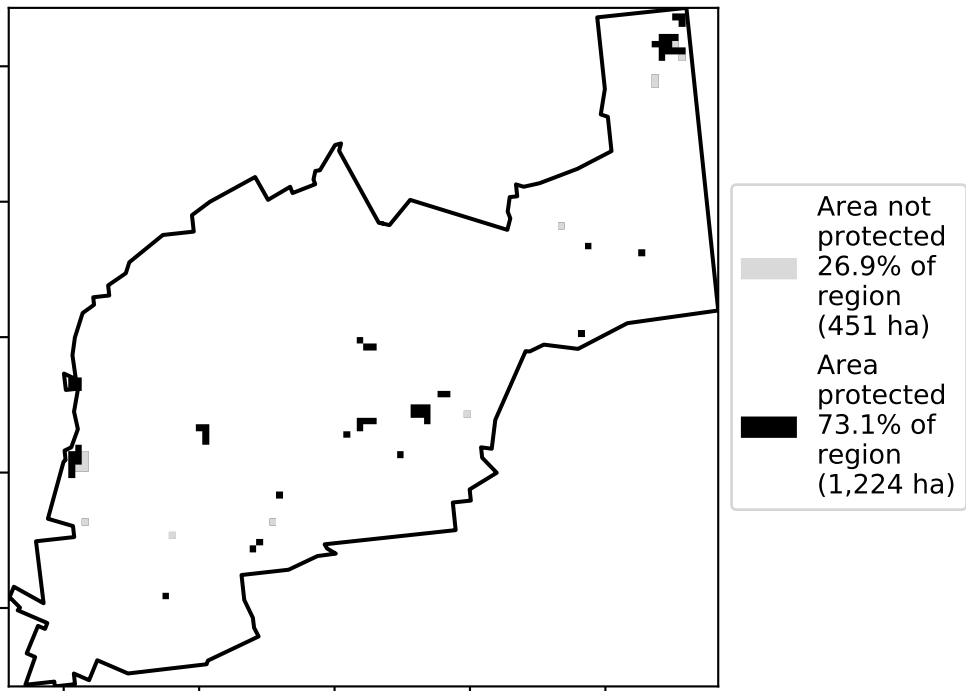 Area not
protected
26.9% of
region
(451 ha)
Area
protected
73.1% of
region
(1,224 ha)